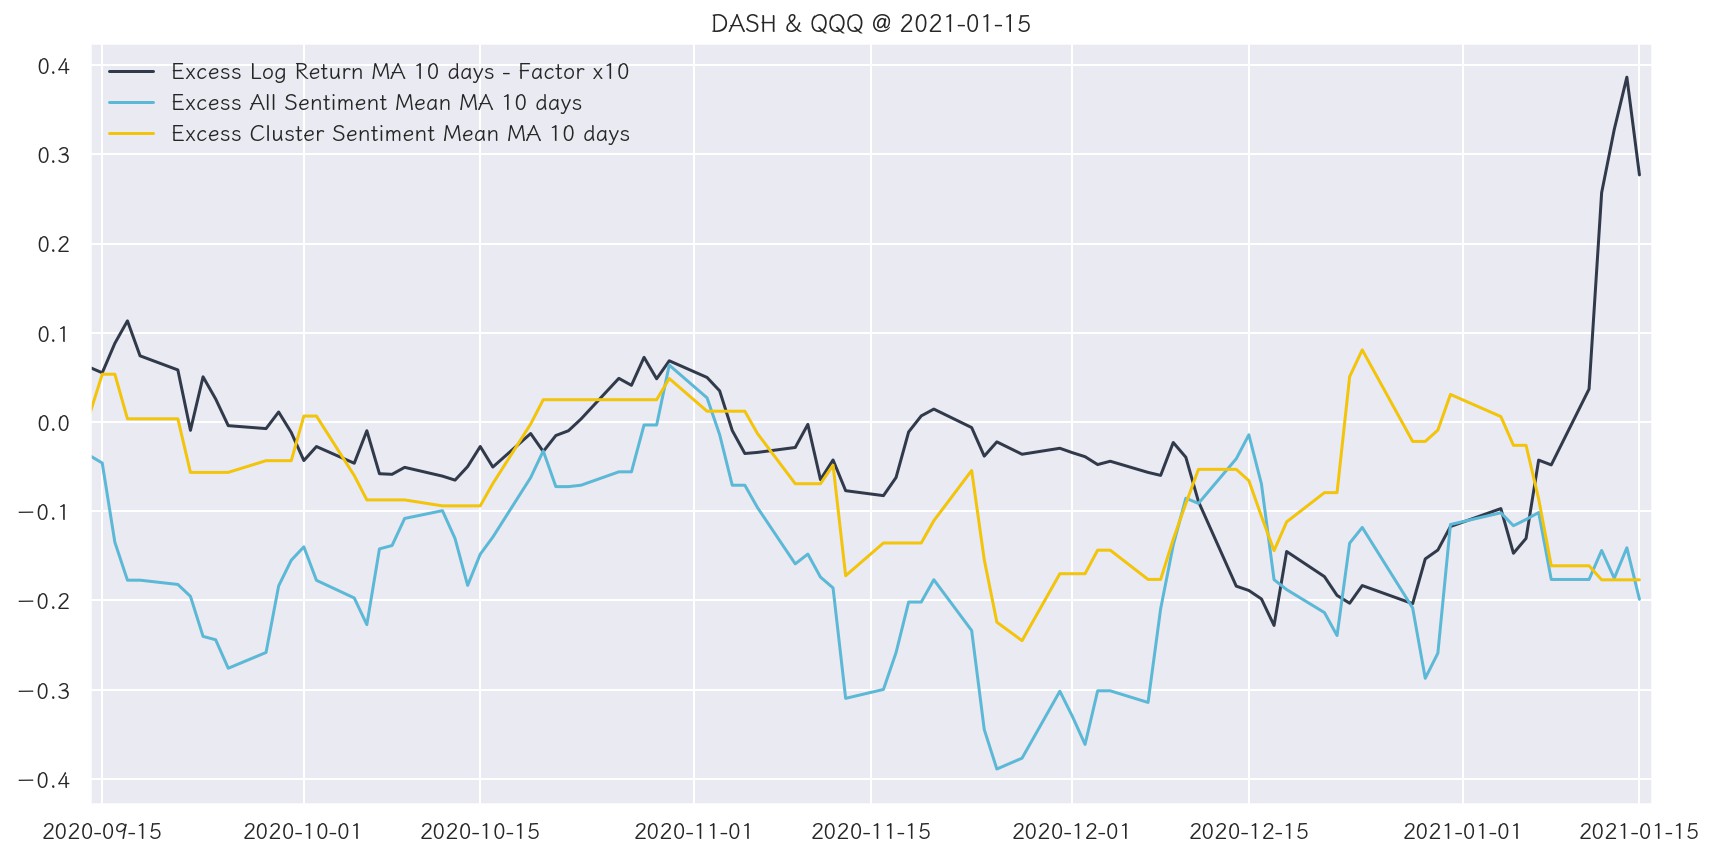 DASH & QQQ @ 2021-01-15
Excess Log Return MA 10 days - Factor x10
Excess All Sentiment Mean MA 10 days
Excess Cluster Sentiment Mean MA 10 days
0.4
0.3
0.2
0.1
0.0
−0.1
−0.2
−0.3
−0.4
2020-09-15 2020-10-01 2020-10-15 2020-11-01 2020-11-15 2020-12-01 2020-12-15 2021-01-01 2021-01-15